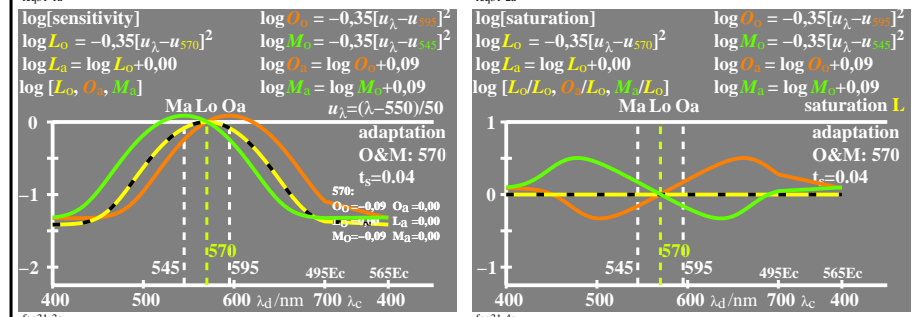 log[sensitivity]
log Oo = −0,35[uλ−u595]²
log Lo = −0,35[uλ−u570]²
log Mo = −0,35[uλ−u545]²
log La = log Lo+0,00
log Oa = log Oo+0,09
log [Lo, Oa, Ma]
log Ma = log Mo+0,09
Ma Lo Oa
uλ=(λ−550)/50
0
adaptation
O&M: 570
ts=0.04
−1
570:
Oo=−0,09 Oa =0,00
La =0,00
Mo=−0,09 Ma=0,00
570
545
595
495Ec
565Ec
−2
400
500
600
λd /nm
700
λc
400
log[saturation]
log Oo = −0,35[uλ−u595]²
log Lo = −0,35[uλ−u570]²
log Mo = −0,35[uλ−u545]²
log La = log Lo+0,00
log Oa = log Oo+0,09
log [Lo/Lo, Oa/Lo, Ma/Lo]
log Ma = log Mo+0,09
Ma Lo Oa
saturation L
1
adaptation
O&M: 570
ts=0.04
0
570
545
595
495Ec
565Ec
−1
400
500
600
λd /nm
700
λc
400